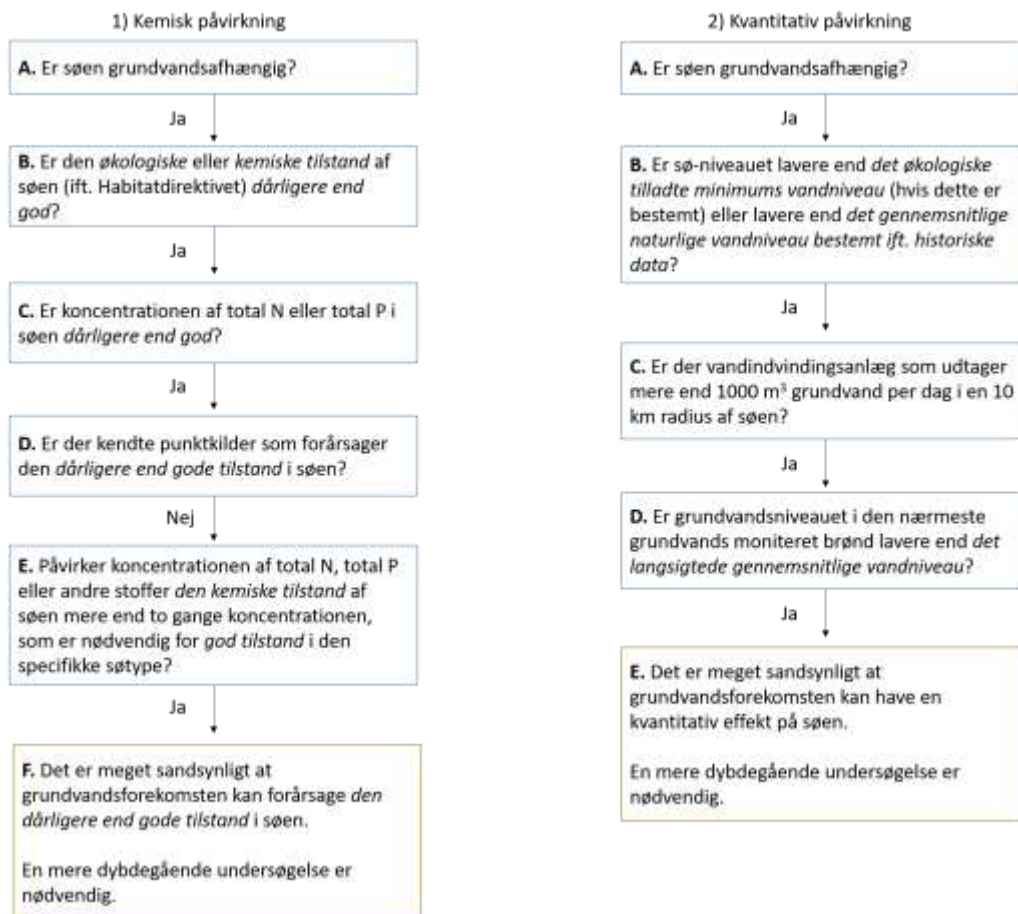 1) Kemisk påvirkning
A. Er søen grundvandsafhængig?
Ja
B. Er den økologiske eller kemiske tilstand af
søen (ift. Habitatdirektivet) dårligere end
god?
Ja
C. Er koncentrationen af total N eller total P i
søen dårligere end god?
Ja
D. Er der kendte punktkilder som forårsager
den dårligere end gode tilstand i søen?
Nej
E. Påvirker koncentrationen af total N, total P
eller andre stoffer den kemiske tilstand af
søen mere end to gange koncentrationen,
som er nødvendig for god tilstand i den
specifikke søtype?
Ja
F. Det er meget sandsynligt at
grundvandsforekomsten kan forårsage den
dårligere end gode tilstand i søen.
En mere dybdegående undersøgelse er
nødvendig.
2) Kvantitativ påvirkning
A. Er søen grundvandsafhængig?
Ja
B. Er sø-niveauet lavere end det økologiske
tilladte minimums vandniveau (hvis dette er
bestemt) eller lavere end det gennemsnitlige
naturlige vandniveau bestemt ift. historiske
data?
Ja
C. Er der vandindvindingsanlæg som udtager
mere end 1000 m³ grundvand per dag i en 10
km radius af søen?
Ja
D. Er grundvandsniveauet i den nærmeste
grundvands moniteret brønd lavere end det
langsigtede gennemsnitlige vandniveau?
Ja
E. Det er meget sandsynligt at
grundvandsforekomsten kan have en
kvantitativ effekt på søen.
En mere dybdegående undersøgelse er
nødvendig.